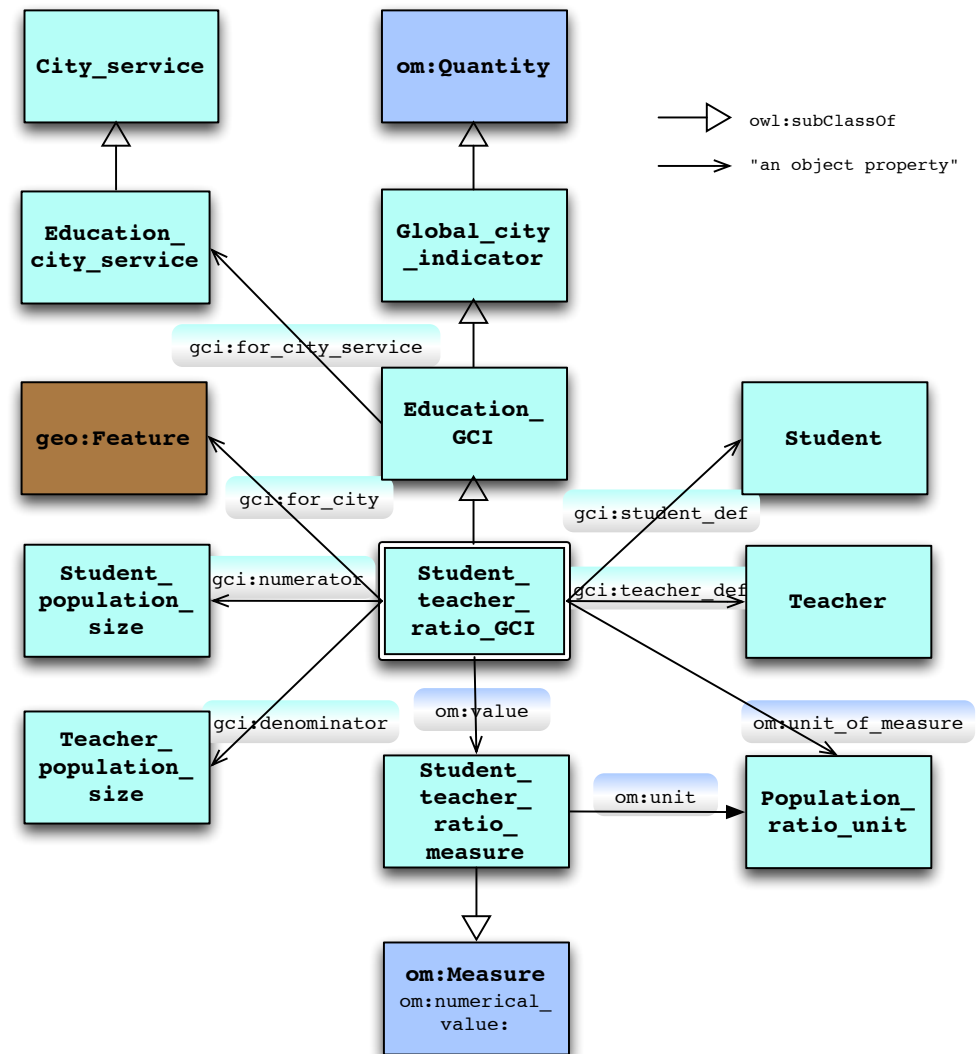 City_service
om:Quantity
owl:subClassOf
"an object property"
Education_
city_service
Global_city
_indicator
gci:for_city_service
geo:Feature
Education_
GCI
Student
gci:for_city
gci:student_def
Student_
population_
size
gci:numerator
Student_
teacher_
ratio_GCI
gci:teacher_def
Teacher
Teacher_
population_
size
gci:denominator
om:value
om:unit_of_measure
Student_
teacher_
ratio_
measure
om:unit
Population_
ratio_unit
om:Measure
om:numerical_
value: